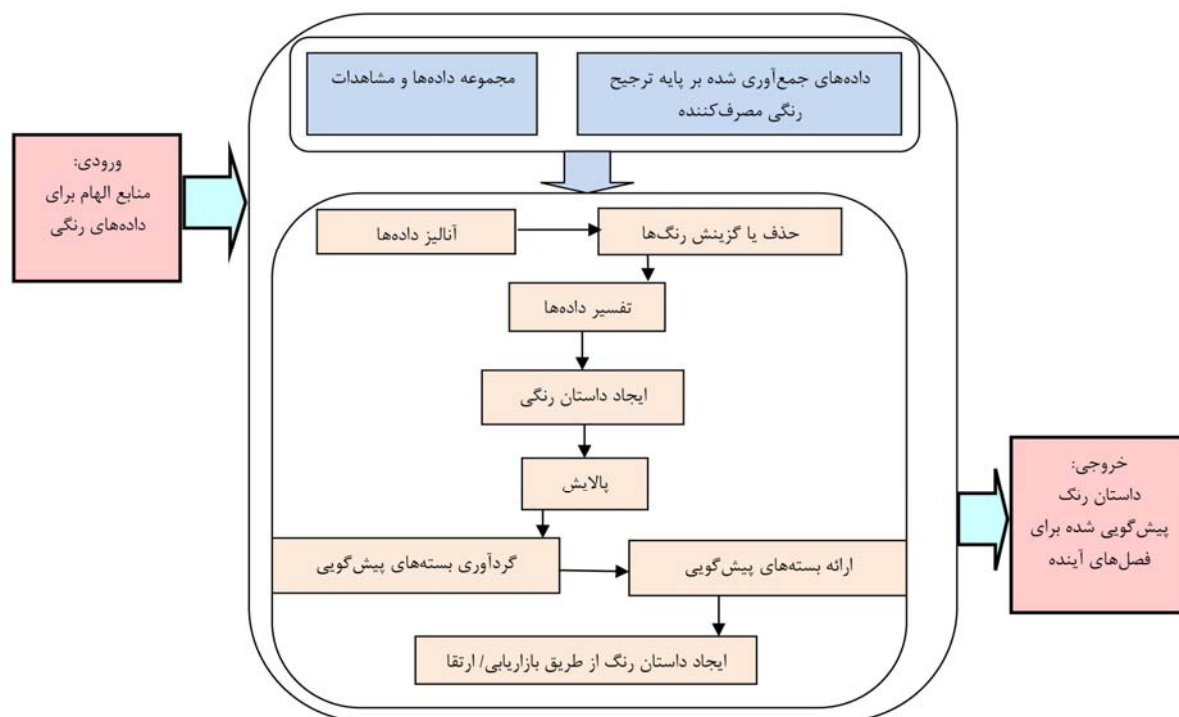 داده‌های جمع‌آوری شده بر پایه ترجیح
رنگی مصرف‌کننده
مجموعه داده‌ها و مشاهدات
ورودی:
منابع الهام برای
داده‌های رنگی
آنالیز داده‌ها
حذف یا گزینش رنگ‌ها
تفسیر داده‌ها
ایجاد داستان رنگی
پالایش
گردآوری بسته‌های پیش‌گویی
ارائه بسته‌های پیش‌گویی
ایجاد داستان رنگ از طریق بازاریابی/ ارتقا
خروجی:
داستان رنگ
پیش‌گویی شده برای
فصل‌های آینده